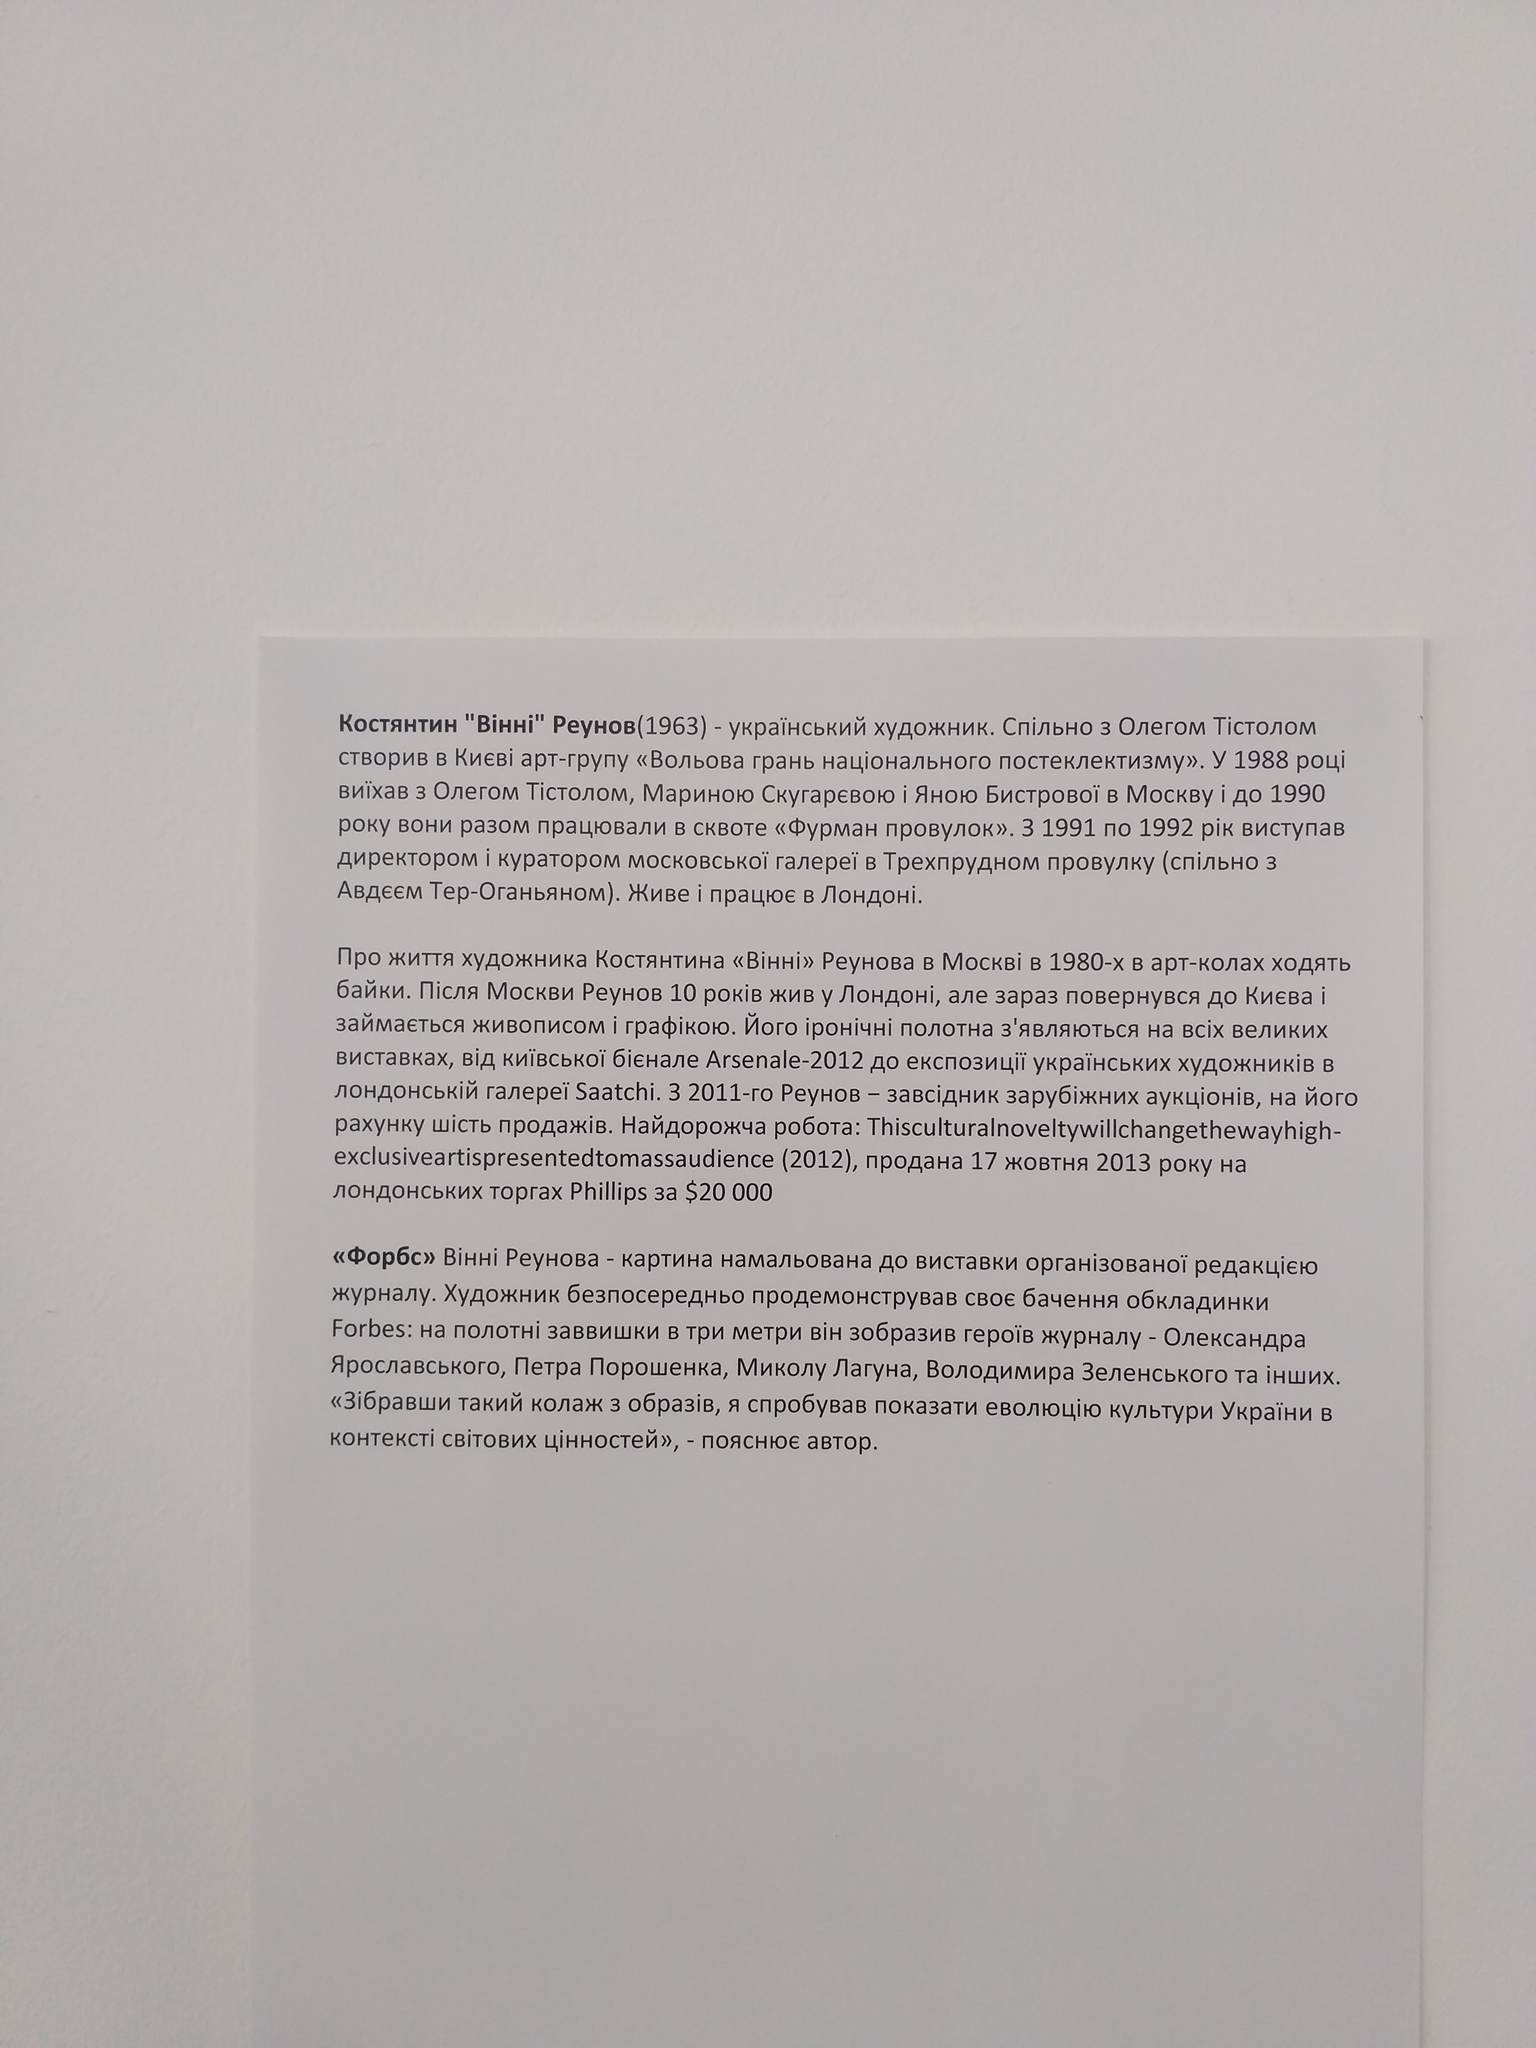 Костянтин "Вінні" Реунов(1963) - український художник. Спільно з Олегом Тістолом
створив в Києві арт-групу «Вольова грань національного постеклектизму». У 1988 році
виїхав з Олегом Тістолом, Мариною Скугарєвою і Яною Бистрової в Москву і до 1990
року вони разом працювали в сквоте «Фурман провулок». З 1991 по 1992 рік виступав
директором і куратором московської галереї в Трехпрудном провулку (спільно з
Авдєєм Тер-Оганьяном). Живе і працює в Лондоні.
Про життя художника Костянтина «Вінні» Реунова в Москві в 1980-х в арт-колах ходять
байки. Після Москви Реунов 10 років жив у Лондоні, але зараз повернувся до Києва і
займається живописом і графікою. Його іронічні полотна з'являються на всіх великих
виставках, від київської бієнале Arsenale-2012 до експозиції українських художників в
лондонській галереї Saatchi. З 2011-го Реунов – завсідник зарубіжних аукціонів, на його
рахунку шість продажів. Найдорожча робота: Thisculturalnoveltywillchangethewayhigh-
exclusiveartispresentedtomassaudience (2012), продана 17 жовтня 2013 року на
лондонських торгах Phillips за $20 000
«Форбс» Вінні Реунова - картина намальована до виставки організованої редакцією
журналу. Художник безпосередньо продемонстрував своє бачення обкладинки
Forbes: на полотні заввишки в три метри він зобразив героїв журналу - Олександра
Ярославського, Петра Порошенка, Миколу Лагуна, Володимира Зеленського та інших.
«Зібравши такий колаж з образів, я спробував показати еволюцію культури України в
контексті світових цінностей», - пояснює автор.